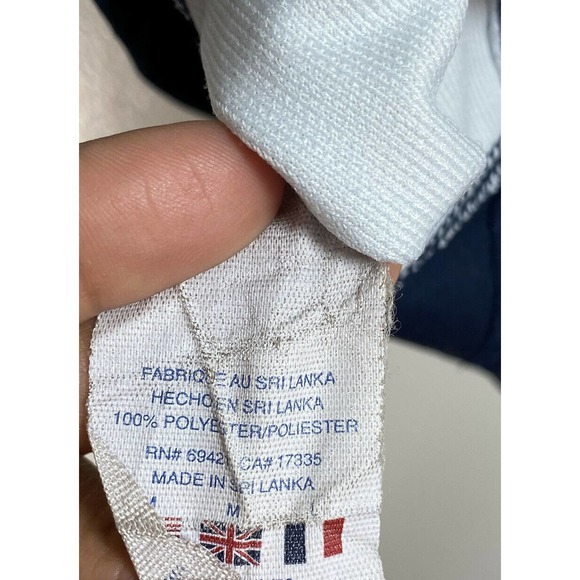 FABRIQUE AU SRI LANKA
HECHO EN SRI LANKA
100% POLYESTER/POLIESTER
RN# 6942 CA# 17335
MADE IN SRI LANKA
M